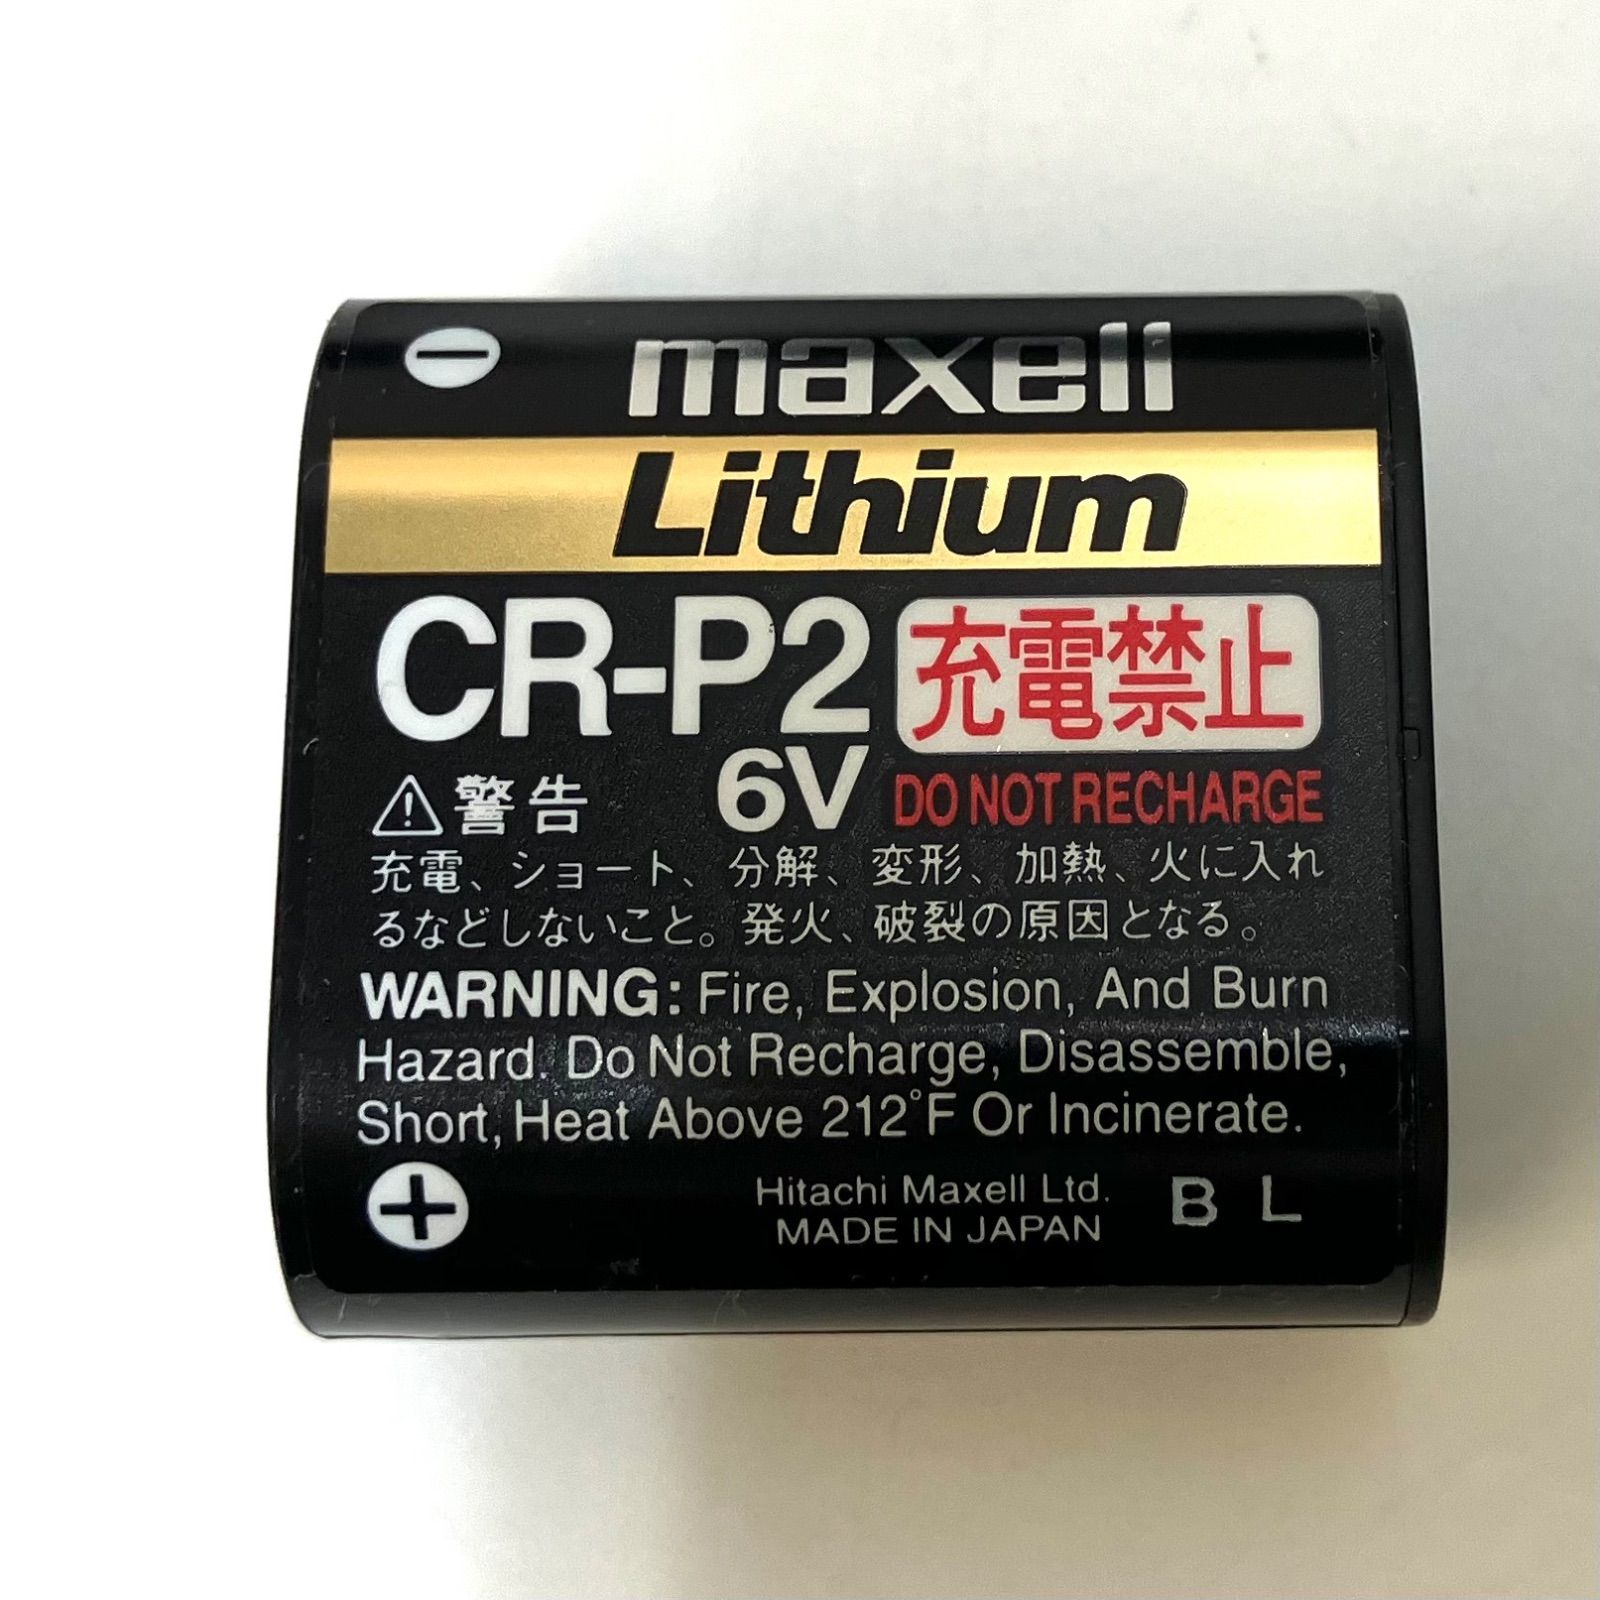 maxell
Lithium
CR-P2 充電禁止
6V DO NOT RECHARGE
⚠警告
充電、ショート、分解、変形、加熱、火に入れ
るなどしないこと。発火、破裂の原因となる。
WARNING: Fire, Explosion, And Burn
Hazard. Do Not Recharge, Disassemble,
Short, Heat Above 212°F Or Incinerate.
Hitachi Maxell Ltd. B L
MADE IN JAPAN